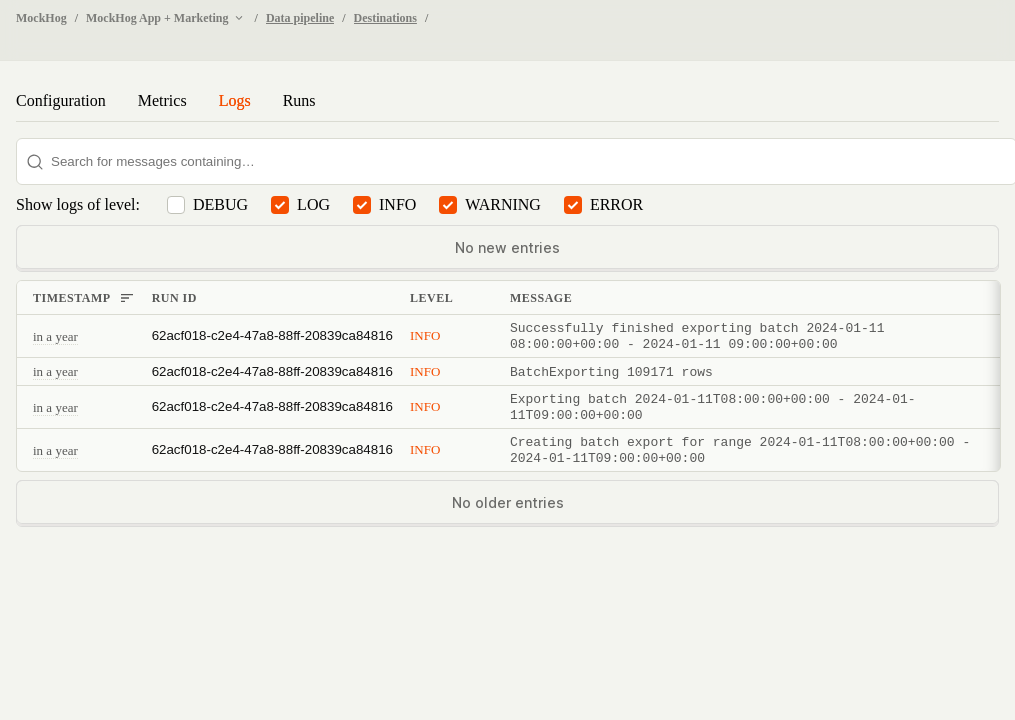 MockHog / MockHog App + Marketing / Data pipeline / Destinations /
Configuration Metrics Logs Runs
Search for messages containing…
Show logs of level: DEBUG LOG INFO WARNING ERROR
No new entries
TIMESTAMP RUN ID LEVEL MESSAGE
in a year 62acf018-c2e4-47a8-88ff-20839ca84816 INFO Successfully finished exporting batch 2024-01-11
08:00:00+00:00 - 2024-01-11 09:00:00+00:00
in a year 62acf018-c2e4-47a8-88ff-20839ca84816 INFO BatchExporting 109171 rows
in a year 62acf018-c2e4-47a8-88ff-20839ca84816 INFO Exporting batch 2024-01-11T08:00:00+00:00 - 2024-01-
11T09:00:00+00:00
in a year 62acf018-c2e4-47a8-88ff-20839ca84816 INFO Creating batch export for range 2024-01-11T08:00:00+00:00 -
2024-01-11T09:00:00+00:00
No older entries